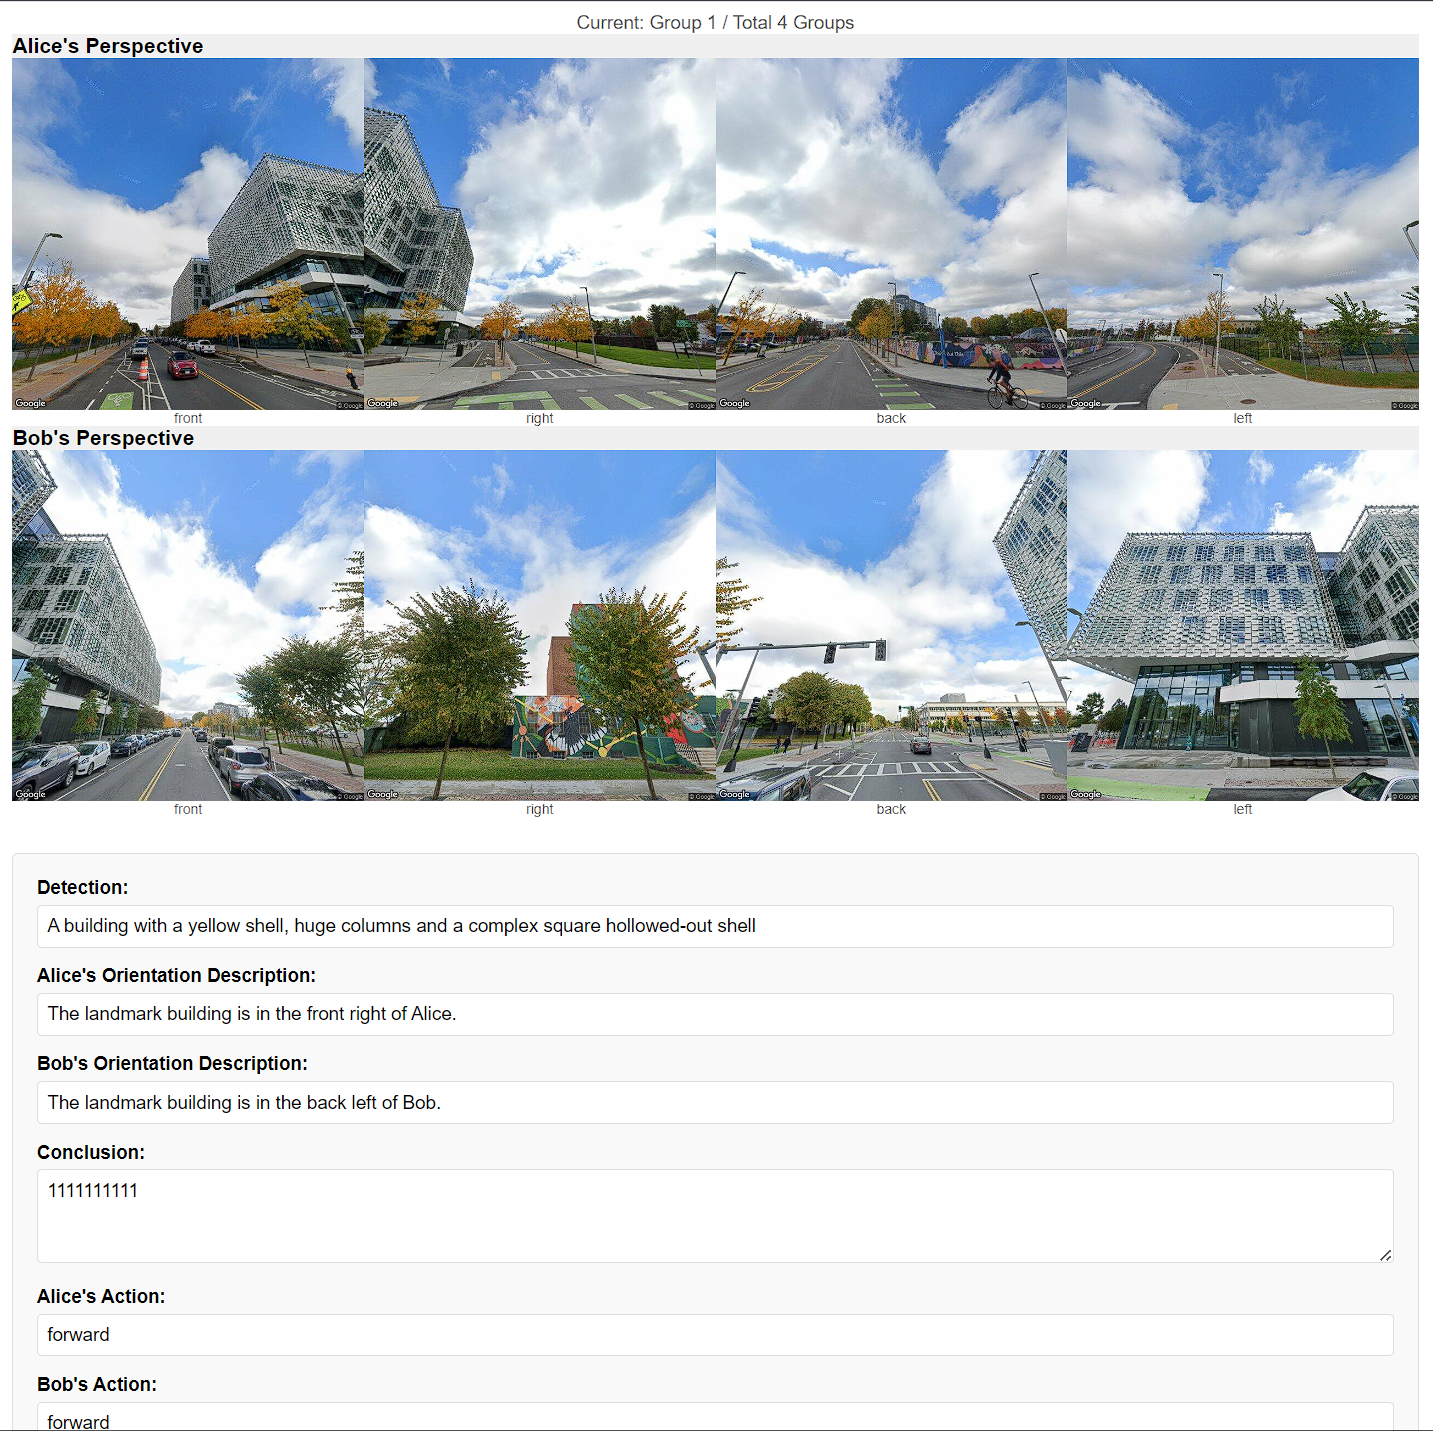 Current: Group 1 / Total 4 Groups
Alice's Perspective
Google
© Google
Google
© Google
Google
© Google
Google
© Google
front
right
back
left
Bob's Perspective
Google
© Google
Google
© Google
Google
© Google
Google
© Google
front
right
back
left
Detection:
A building with a yellow shell, huge columns and a complex square hollowed-out shell
Alice's Orientation Description:
The landmark building is in the front right of Alice.
Bob's Orientation Description:
The landmark building is in the back left of Bob.
Conclusion:
1111111111
Alice's Action:
forward
Bob's Action:
forward